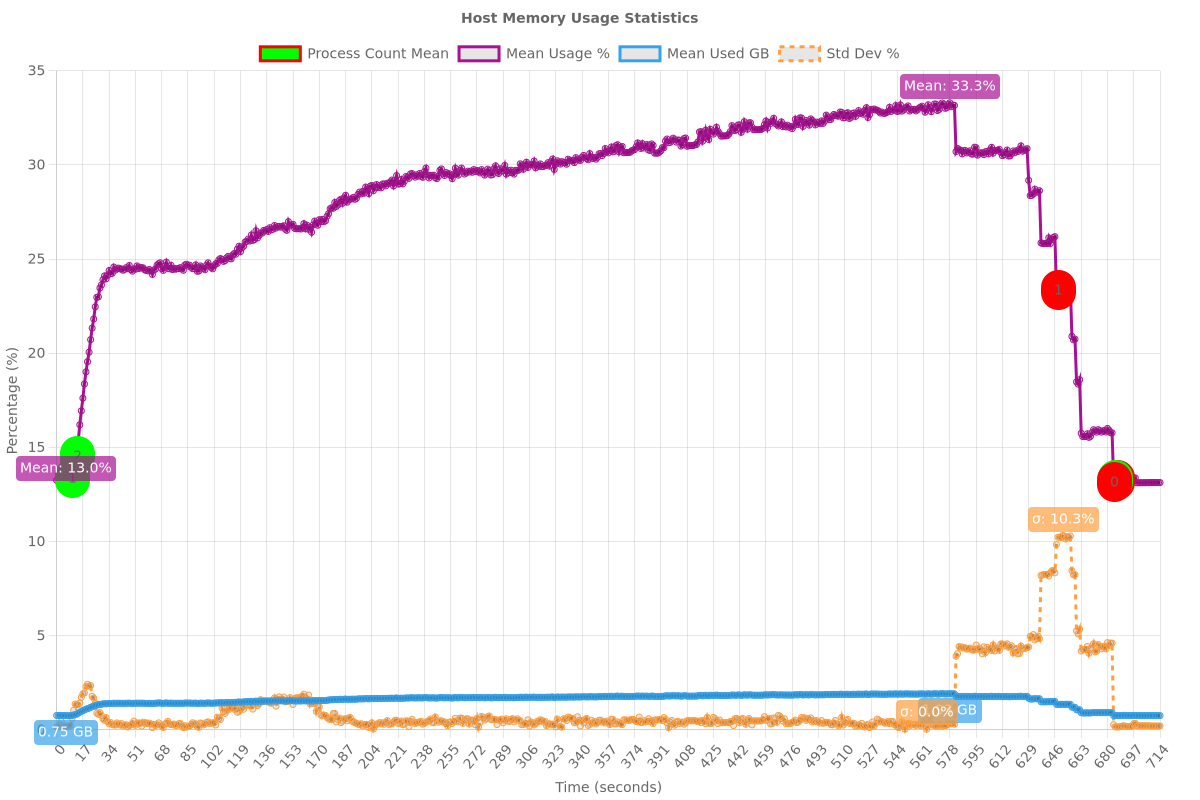 Host Memory Usage Statistics
Process Count Mean Mean Usage % Mean Used GB Std Dev %
Percentage (%)
35
30
25
20
15
10
5
Mean: 33.3%
1
2
Mean: 13.0%
0
σ: 10.3%
σ: 0.0%
GB
0.75 GB
0 17 34 51 68 85 102 119 136 153 170 187 204 221 238 255 272 289 306 323 340 357 374 391 408 425 442 459 476 493 510 527 544 561 578 595 612 629 646 663 680 697 714
Time (seconds)